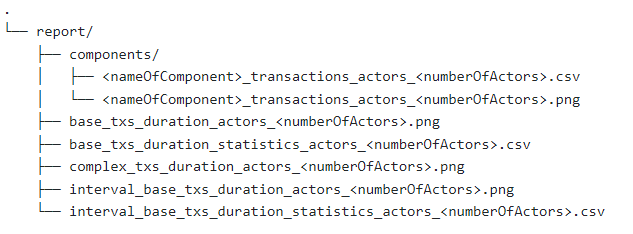 .
└── report/
    ├── components/
    │   ├── <nameOfComponent>_transactions_actors_<numberOfActors>.csv
    │   └── <nameOfComponent>_transactions_actors_<numberOfActors>.png
    ├── base_txs_duration_actors_<numberOfActors>.png
    ├── base_txs_duration_statistics_actors_<numberOfActors>.csv
    ├── complex_txs_duration_actors_<numberOfActors>.png
    ├── interval_base_txs_duration_actors_<numberOfActors>.png
    └── interval_base_txs_duration_statistics_actors_<numberOfActors>.csv